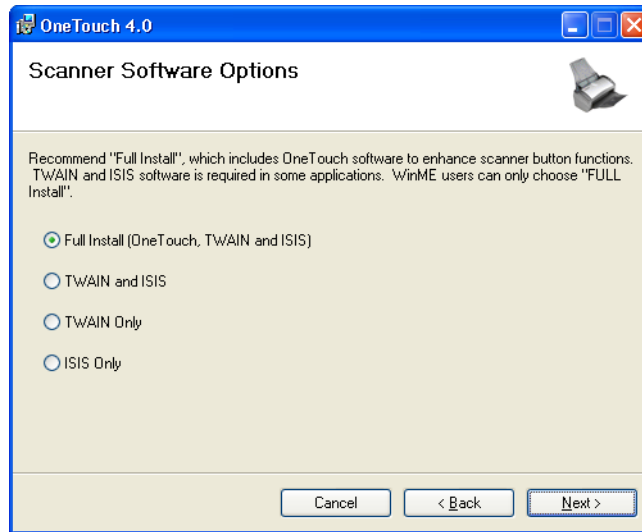 OneTouch 4.0
Scanner Software Options
Recommend "Full Install", which includes OneTouch software to enhance scanner button functions.
TWAIN and ISIS software is required in some applications.  WinME users can only choose "FULL
Install".
Full Install (OneTouch, TWAIN and ISIS)
TWAIN and ISIS
TWAIN Only
ISIS Only
Cancel
< Back
Next >